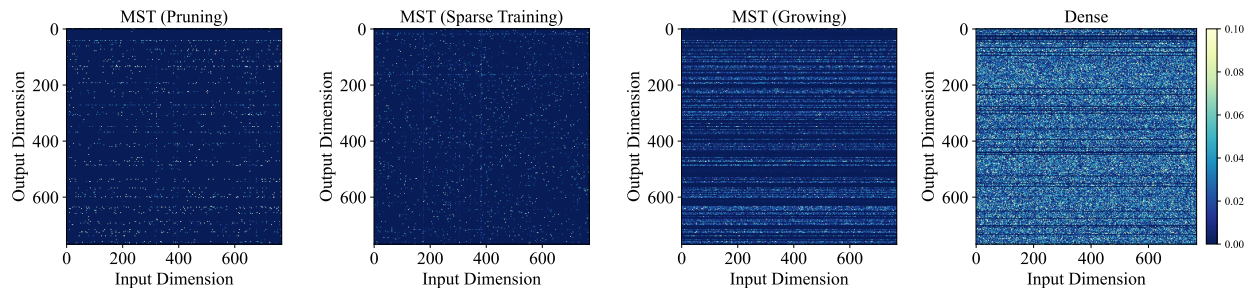 MST (Pruning)
0
200
400
600
0 200 400 600
Input Dimension
Output Dimension
MST (Sparse Training)
0
200
400
600
0 200 400 600
Input Dimension
Output Dimension
MST (Growing)
0
200
400
600
0 200 400 600
Input Dimension
Output Dimension
Dense
0
200
400
600
0 200 400 600
Input Dimension
Output Dimension
0.10
0.08
0.06
0.04
0.02
0.00